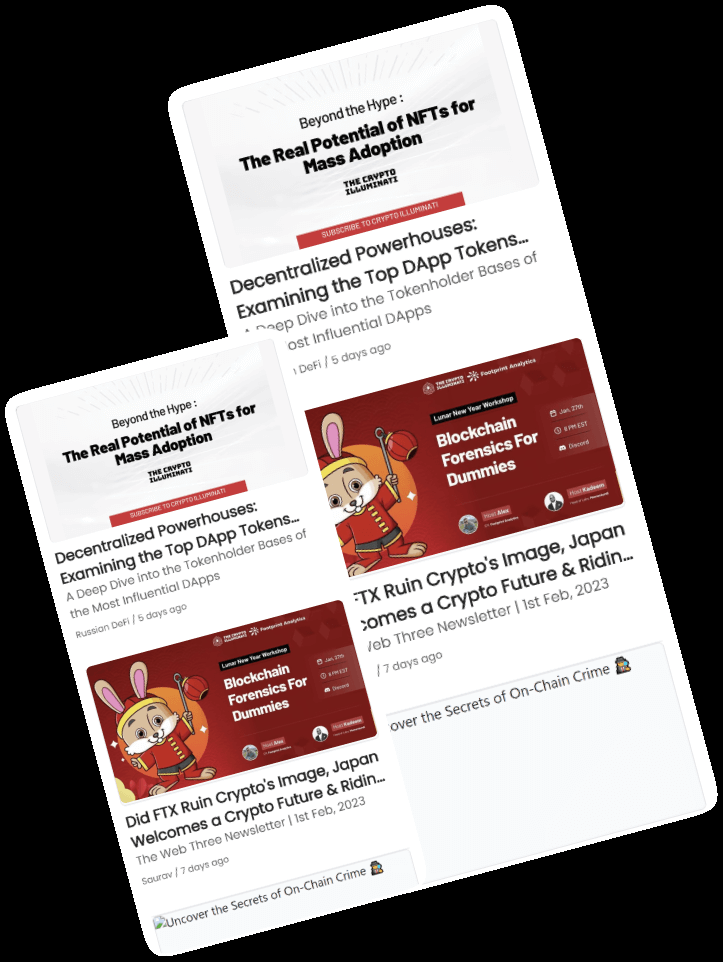 Beyond the Hype :
The Real Potential of NFTs for
Mass Adoption
THE CRYPTO
ILLUMINATI
SUBSCRIBE TO CRYPTO ILLUMINATI
Decentralized Powerhouses:
Examining the Top DApp Tokens...
A Deep Dive into the Tokenholder Bases of
ost Influential DApps
DeFi / 5 days ago
THE CRYPTO
ILLUMINATI
Footprint Analytics
Lunar New Year Workshop
Blockchain
Forensics For
Dummies
Jan, 27th
8 PM EST
Discord
Host Alex
Host Kadeem
FTX Ruin Crypto's Image, Japan
comes a Crypto Future & Ridin...
Web Three Newsletter | 1st Feb, 2023
/ 7 days ago
over the Secrets of On-Chain Crime
Beyond the Hype :
The Real Potential of NFTs for
Mass Adoption
THE CRYPTO
ILLUMINATI
SUBSCRIBE TO CRYPTO ILLUMINATI
Decentralized Powerhouses:
Examining the Top DApp Tokens...
A Deep Dive into the Tokenholder Bases of
the Most Influential DApps
Russian DeFi / 5 days ago
THE CRYPTO
ILLUMINATI
Footprint Analytics
Lunar New Year Workshop
Blockchain
Forensics For
Dummies
Jan, 27th
8 PM EST
Discord
Host Alex
Host Kadeem
Did FTX Ruin Crypto's Image, Japan
Welcomes a Crypto Future & Ridin...
The Web Three Newsletter | 1st Feb, 2023
Saurav / 7 days ago
Uncover the Secrets of On-Chain Crime